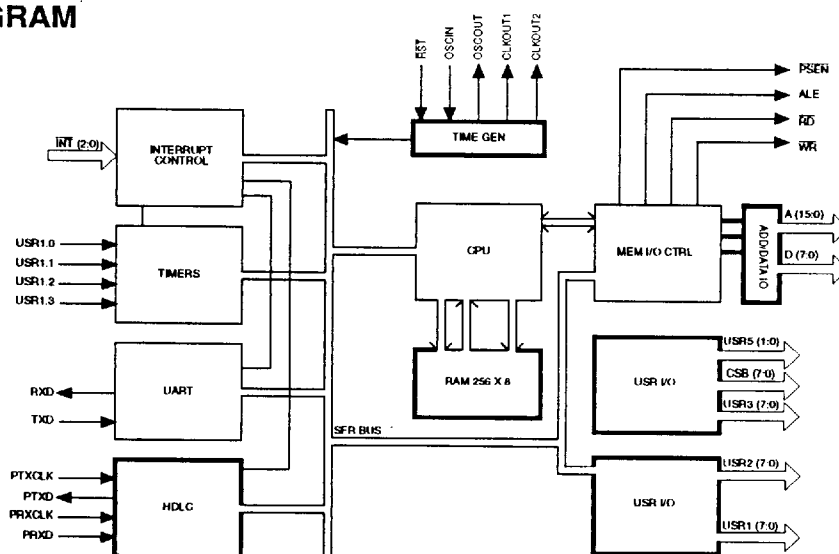 GRAM
RST
OSCIN
OSCOUT
CLKOUT1
CLKOUT2
PSEN
ALE
RD
WR
TIME GEN
INT (2:0)
INTERRUPT
CONTROL
USR1.0
USR1.1
USR1.2
USR1.3
TIMERS
CPU
MEM I/O CTRL
ADD/DATA IO
A (15:0)
D (7:0)
RAM 256 X 8
USR I/O
USR5 (1:0)
CSB (7:0)
USR3 (7:0)
RXD
TXD
UART
SFR BUS
PTXCLK
PTXD
PRXCLK
PRXD
HDLC
USR I/O
USR2 (7:0)
USR1 (7:0)